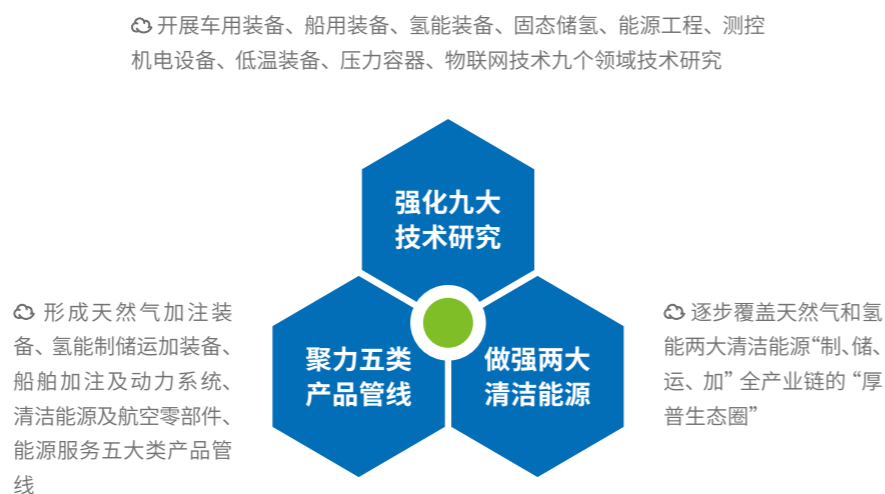 开展车用装备、船用装备、氢能装备、固态储氢、能源工程、测控
机电设备、低温装备、压力容器、物联网技术九个领域技术研究
强化九大
技术研究
形成天然气加注装
备、氢能制储运加装备、
船舶加注及动力系统、
清洁能源及航空零部件、
能源服务五大类产品管
线
聚力五类
产品管线
做强两大
清洁能源
逐步覆盖天然气和氢
能两大清洁能源“制、储、
运、加” 全产业链的 “厚
普生态圈”